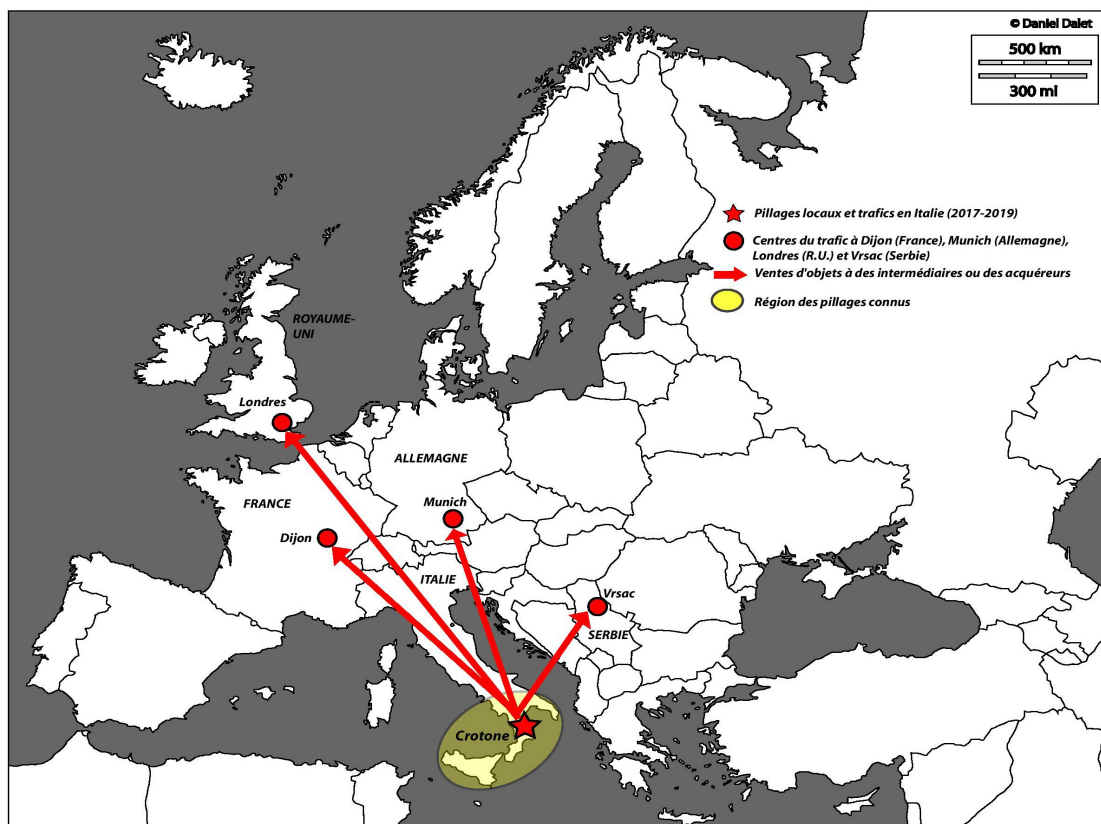 © Daniel Dalet
500 km
300 mi
Pillages locaux et trafics en Italie (2017-2019)
Centres du trafic à Dijon (France), Munich (Allemagne),
Londres (R.U.) et Vrsac (Serbie)
Ventes d'objets à des intermédiaires ou des acquéreurs
Région des pillages connus
ROYAUME-
UNI
Londres
ALLEMAGNE
Munich
FRANCE
Dijon
ITALIE
Vrsac
SERBIE
Crotone